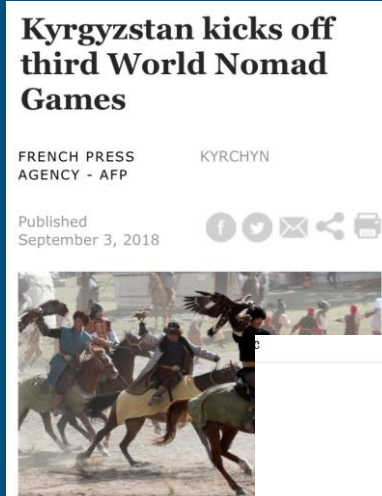 Kyrgyzstan kicks off
third World Nomad
Games
FRENCH PRESS
AGENCY - AFP
KYRCHYN
Published
September 3, 2018